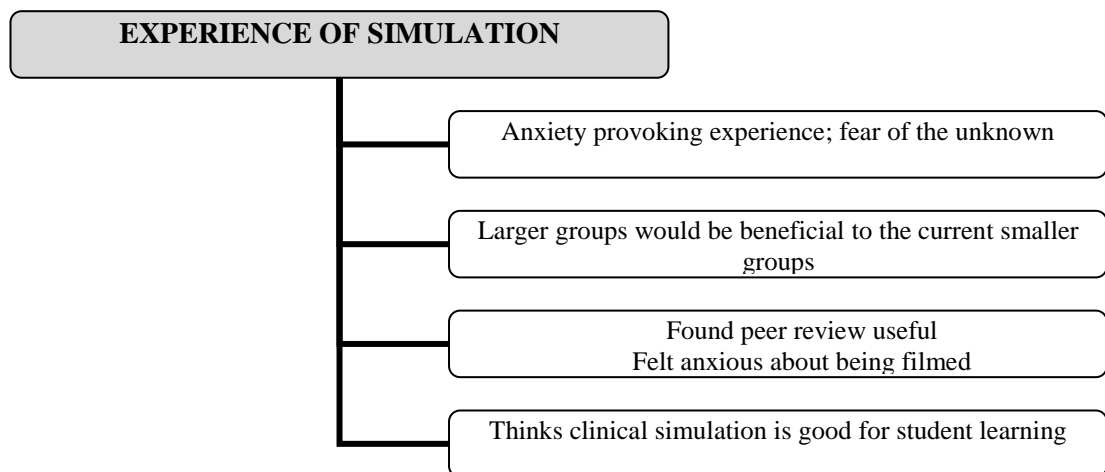 EXPERIENCE OF SIMULATION
Anxiety provoking experience; fear of the unknown
Larger groups would be beneficial to the current smaller
groups
Found peer review useful
Felt anxious about being filmed
Thinks clinical simulation is good for student learning